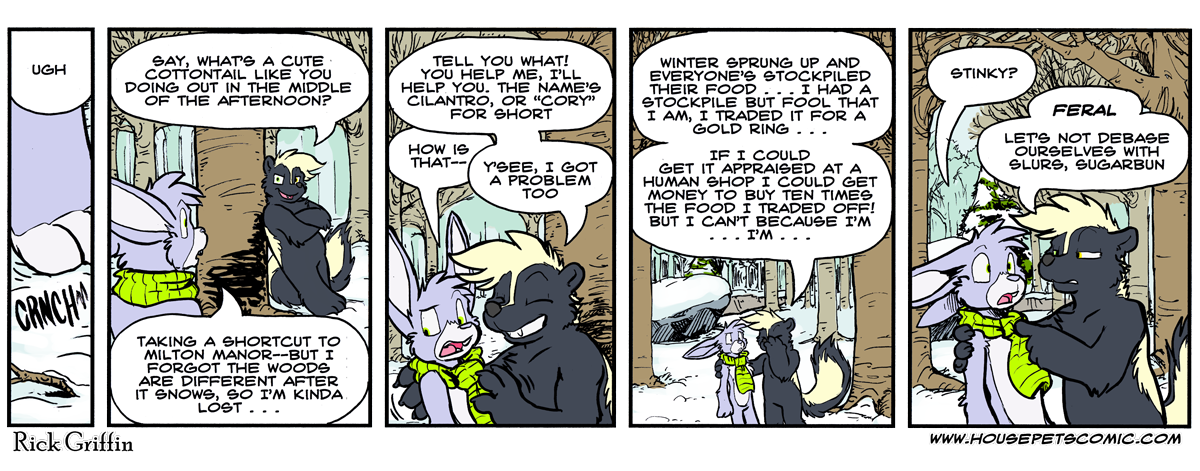 UGH
CRNCH
SAY, WHAT'S A CUTE
COTTONTAIL LIKE YOU
DOING OUT IN THE MIDDLE
OF THE AFTERNOON?
TAKING A SHORTCUT TO
MILTON MANOR--BUT I
FORGOT THE WOODS
ARE DIFFERENT AFTER
IT SNOWS, SO I'M KINDA
LOST . . .
TELL YOU WHAT!
YOU HELP ME, I'LL
HELP YOU. THE NAME'S
CILANTRO, OR "CORY"
FOR SHORT
HOW IS
THAT--
Y'SEE, I GOT
A PROBLEM
TOO
WINTER SPRUNG UP AND
EVERYONE'S STOCKPILED
THEIR FOOD . . . I HAD A
STOCKPILE BUT FOOL THAT
I AM, I TRADED IT FOR A
GOLD RING . . .
IF I COULD
GET IT APPRAISED AT A
HUMAN SHOP I COULD GET
MONEY TO BUY TEN TIMES
THE FOOD I TRADED OFF!
BUT I CAN'T BECAUSE I'M
. . . I'M . . .
STINKY?
FERAL
LET'S NOT DEBASE
OURSELVES WITH
SLURS, SUGARBUN
Rick Griffin
WWW.HOUSEPETSCOMIC.COM